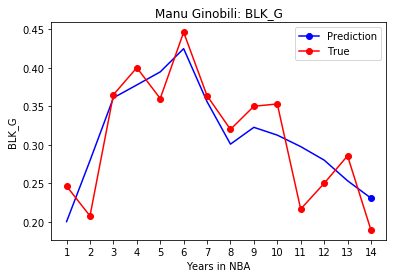 Manu Ginobili: BLK_G
Prediction
True
0.45
0.40
0.35
0.30
0.25
0.20
BLK_G
1 2 3 4 5 6 7 8 9 10 11 12 13 14
Years in NBA